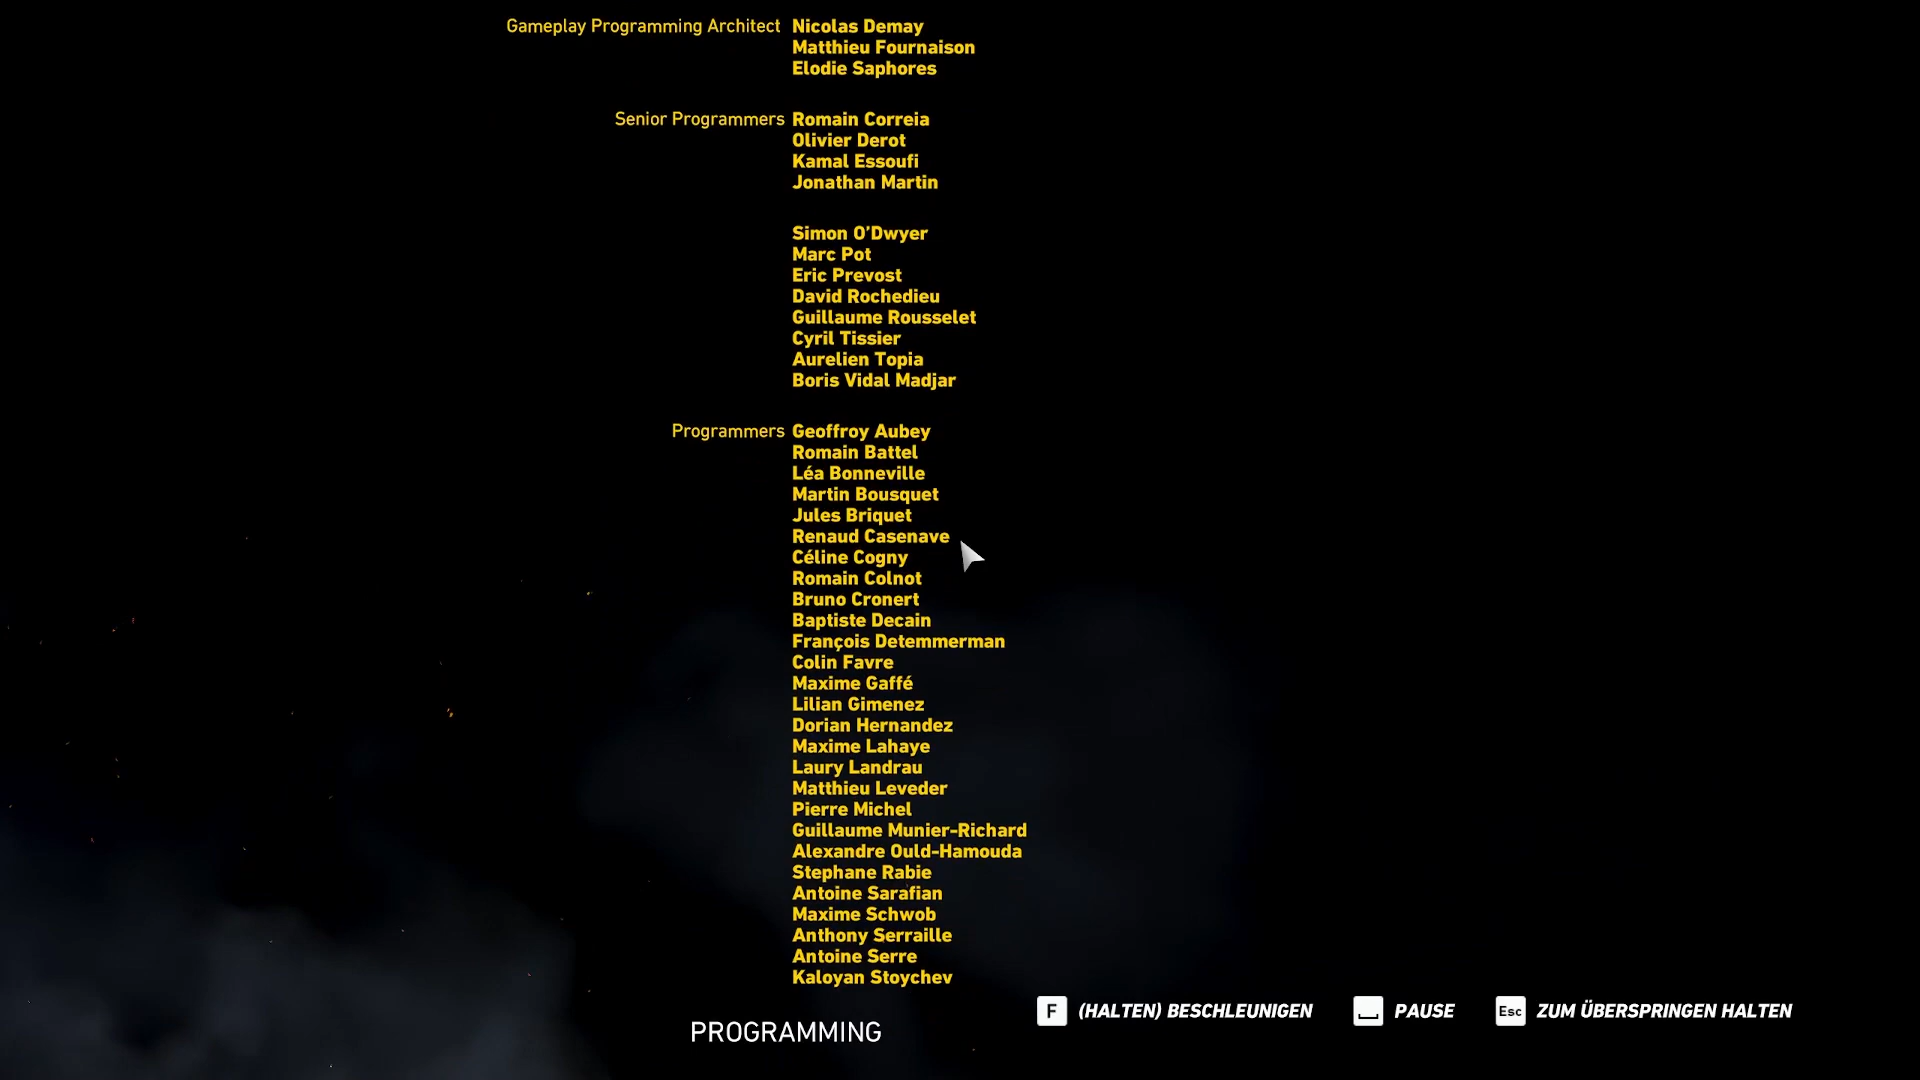 Gameplay Programming Architect Nicolas Demay
Matthieu Fournaison
Elodie Saphores
Senior Programmers Romain Correia
Olivier Derot
Kamal Essoufi
Jonathan Martin
Simon O'Dwyer
Marc Pot
Eric Prevost
David Rochedieu
Guillaume Rousselet
Cyril Tissier
Aurelien Topia
Boris Vidal Madjar
Programmers Geoffroy Aubey
Romain Battel
Léa Bonneville
Martin Bousquet
Jules Briquet
Renaud Casenave
Céline Cogny
Romain Colnot
Bruno Cronert
Baptiste Decain
François Detemmerman
Colin Favre
Maxime Gaffé
Lilian Gimenez
Dorian Hernandez
Maxime Lahaye
Laury Landrau
Matthieu Leveder
Pierre Michel
Guillaume Munier-Richard
Alexandre Ould-Hamouda
Stephane Rabie
Antoine Sarafian
Maxime Schwob
Anthony Serraille
Antoine Serre
Kaloyan Stoychev
F (HALTEN) BESCHLEUNIGEN PAUSE Esc ZUM ÜBERSPRINGEN HALTEN
PROGRAMMING